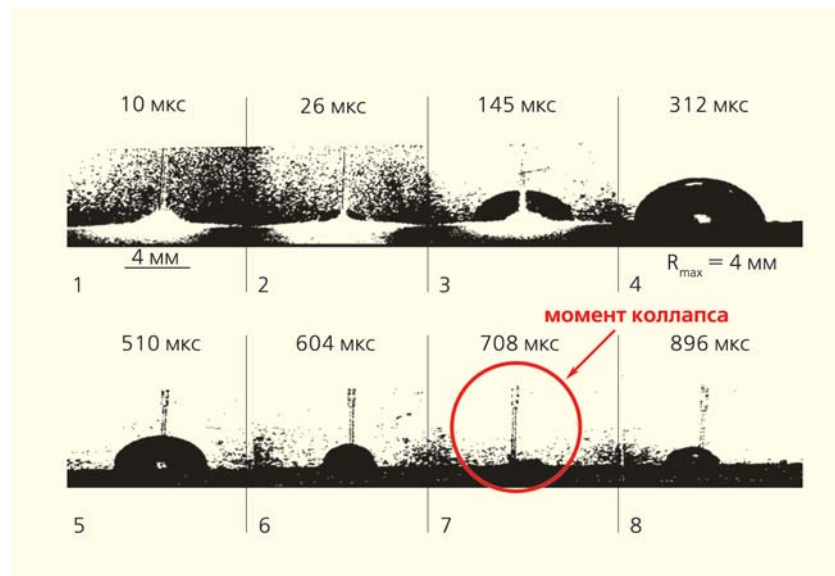 10 мкс
26 мкс
145 мкс
312 мкс
4 мм
R_max = 4 мм
1
2
3
4
момент коллапса
510 мкс
604 мкс
708 мкс
896 мкс
5
6
7
8